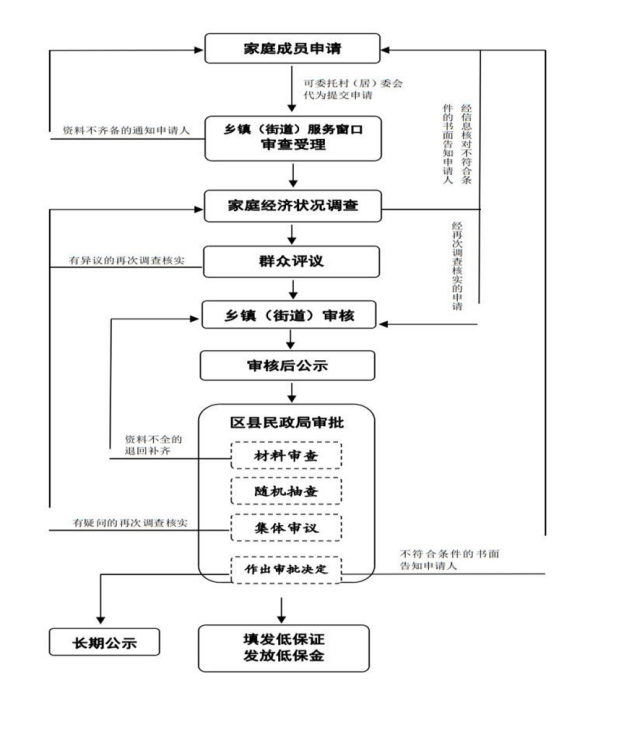 家庭成员申请
可委托村（居）委会
代为提交申请
资料不齐备的通知申请人
乡镇（街道）服务窗口
审查受理
经信息核对不符合条
件的书面告知申请人
家庭经济状况调查
有异议的再次调查核实
群众评议
经再次调查核实的申请
乡镇（街道）审核
审核后公示
区县民政局审批
资料不全的
退回补齐
材料审查
随机抽查
有疑问的再次调查核实
集体审议
作出审批决定
不符合条件的书面
告知申请人
长期公示
填发低保证
发放低保金